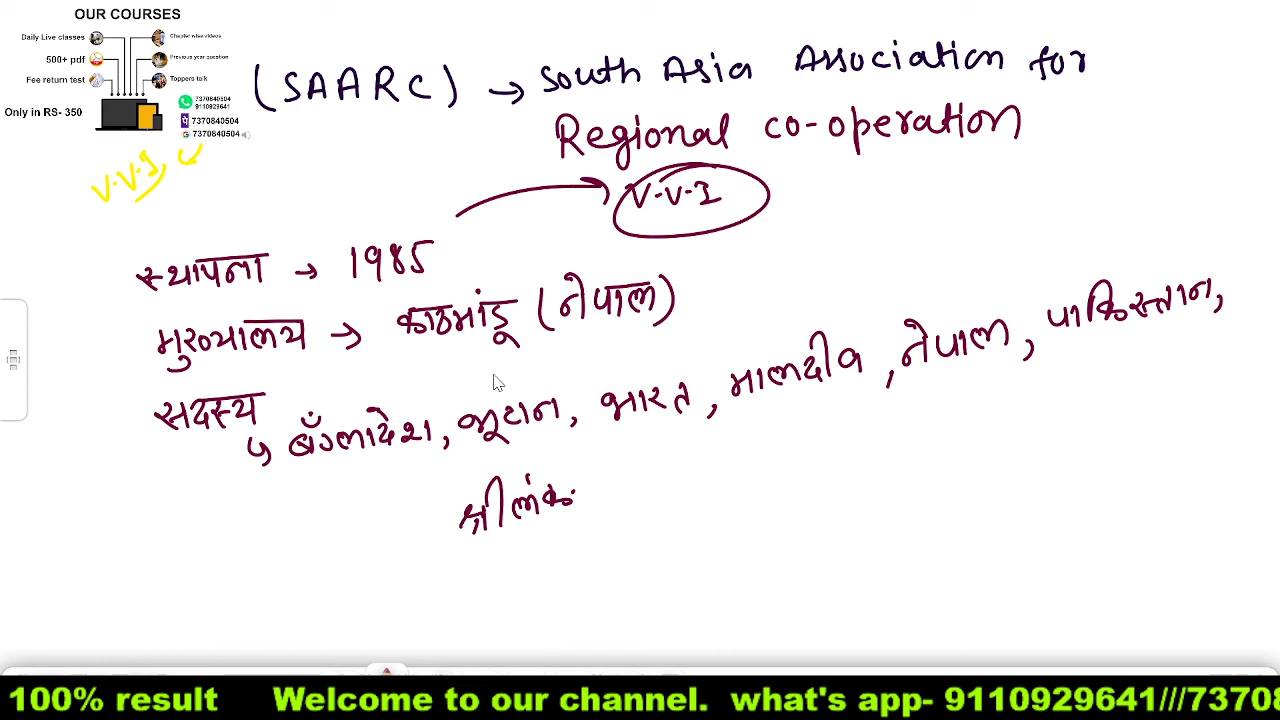 OUR COURSES
Daily Live classes
Chapter wise videos
500+ pdf
Previous year question
Fee return test
Toppers talk
Only in RS- 350
7370840504
9110929641
7370840504
7370840504
V.V.I,
(SAARC) → South Asia Association for
Regional co-operation
V.V.I
स्थापना → 1985
मुख्यालय → काठमांडू (नेपाल)
सदस्य
↳ बाँग्लादेश, भूटान, भारत, मालदीव, नेपाल, पाकिस्तान,
श्रीलंक
100% result Welcome to our channel. what's app- 9110929641///73708